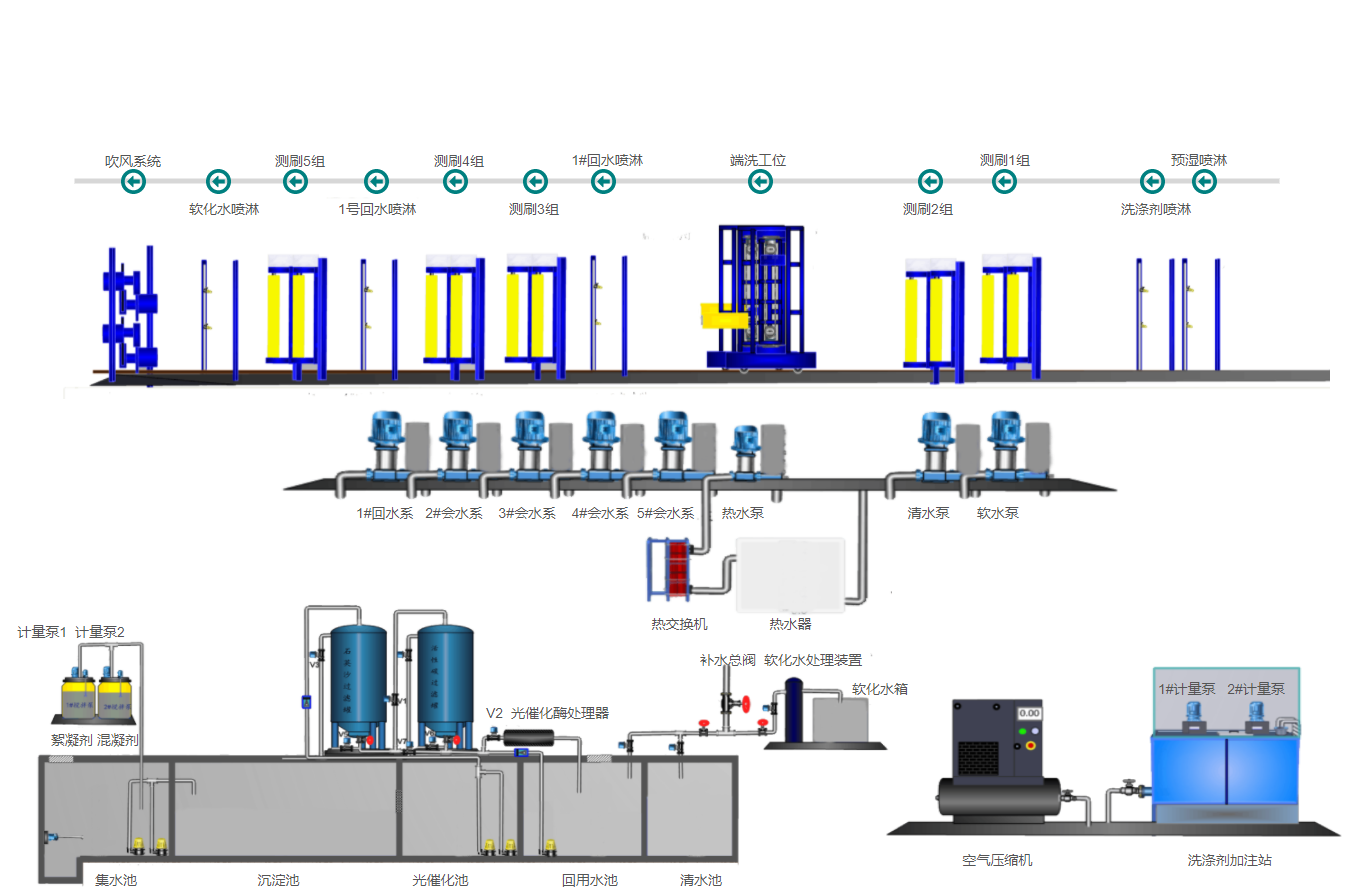 吹风系统
测刷5组
测刷4组
1#回水喷淋
端洗工位
测刷1组
预湿喷淋
软化水喷淋
1号回水喷淋
测刷3组
测刷2组
洗涤剂喷淋
1#回水系
2#会水系
3#会水系
4#会水系
5#会水系
热水泵
清水泵
软水泵
热交换机
热水器
计量泵1
计量泵2
补水总阀
软化水处理装置
软化水箱
1#计量泵
2#计量泵
V3
V1
V2
光催化酶处理器
V7
0.00
絮凝剂
混凝剂
空气压缩机
洗涤剂加注站
集水池
沉淀池
光催化池
回用水池
清水池